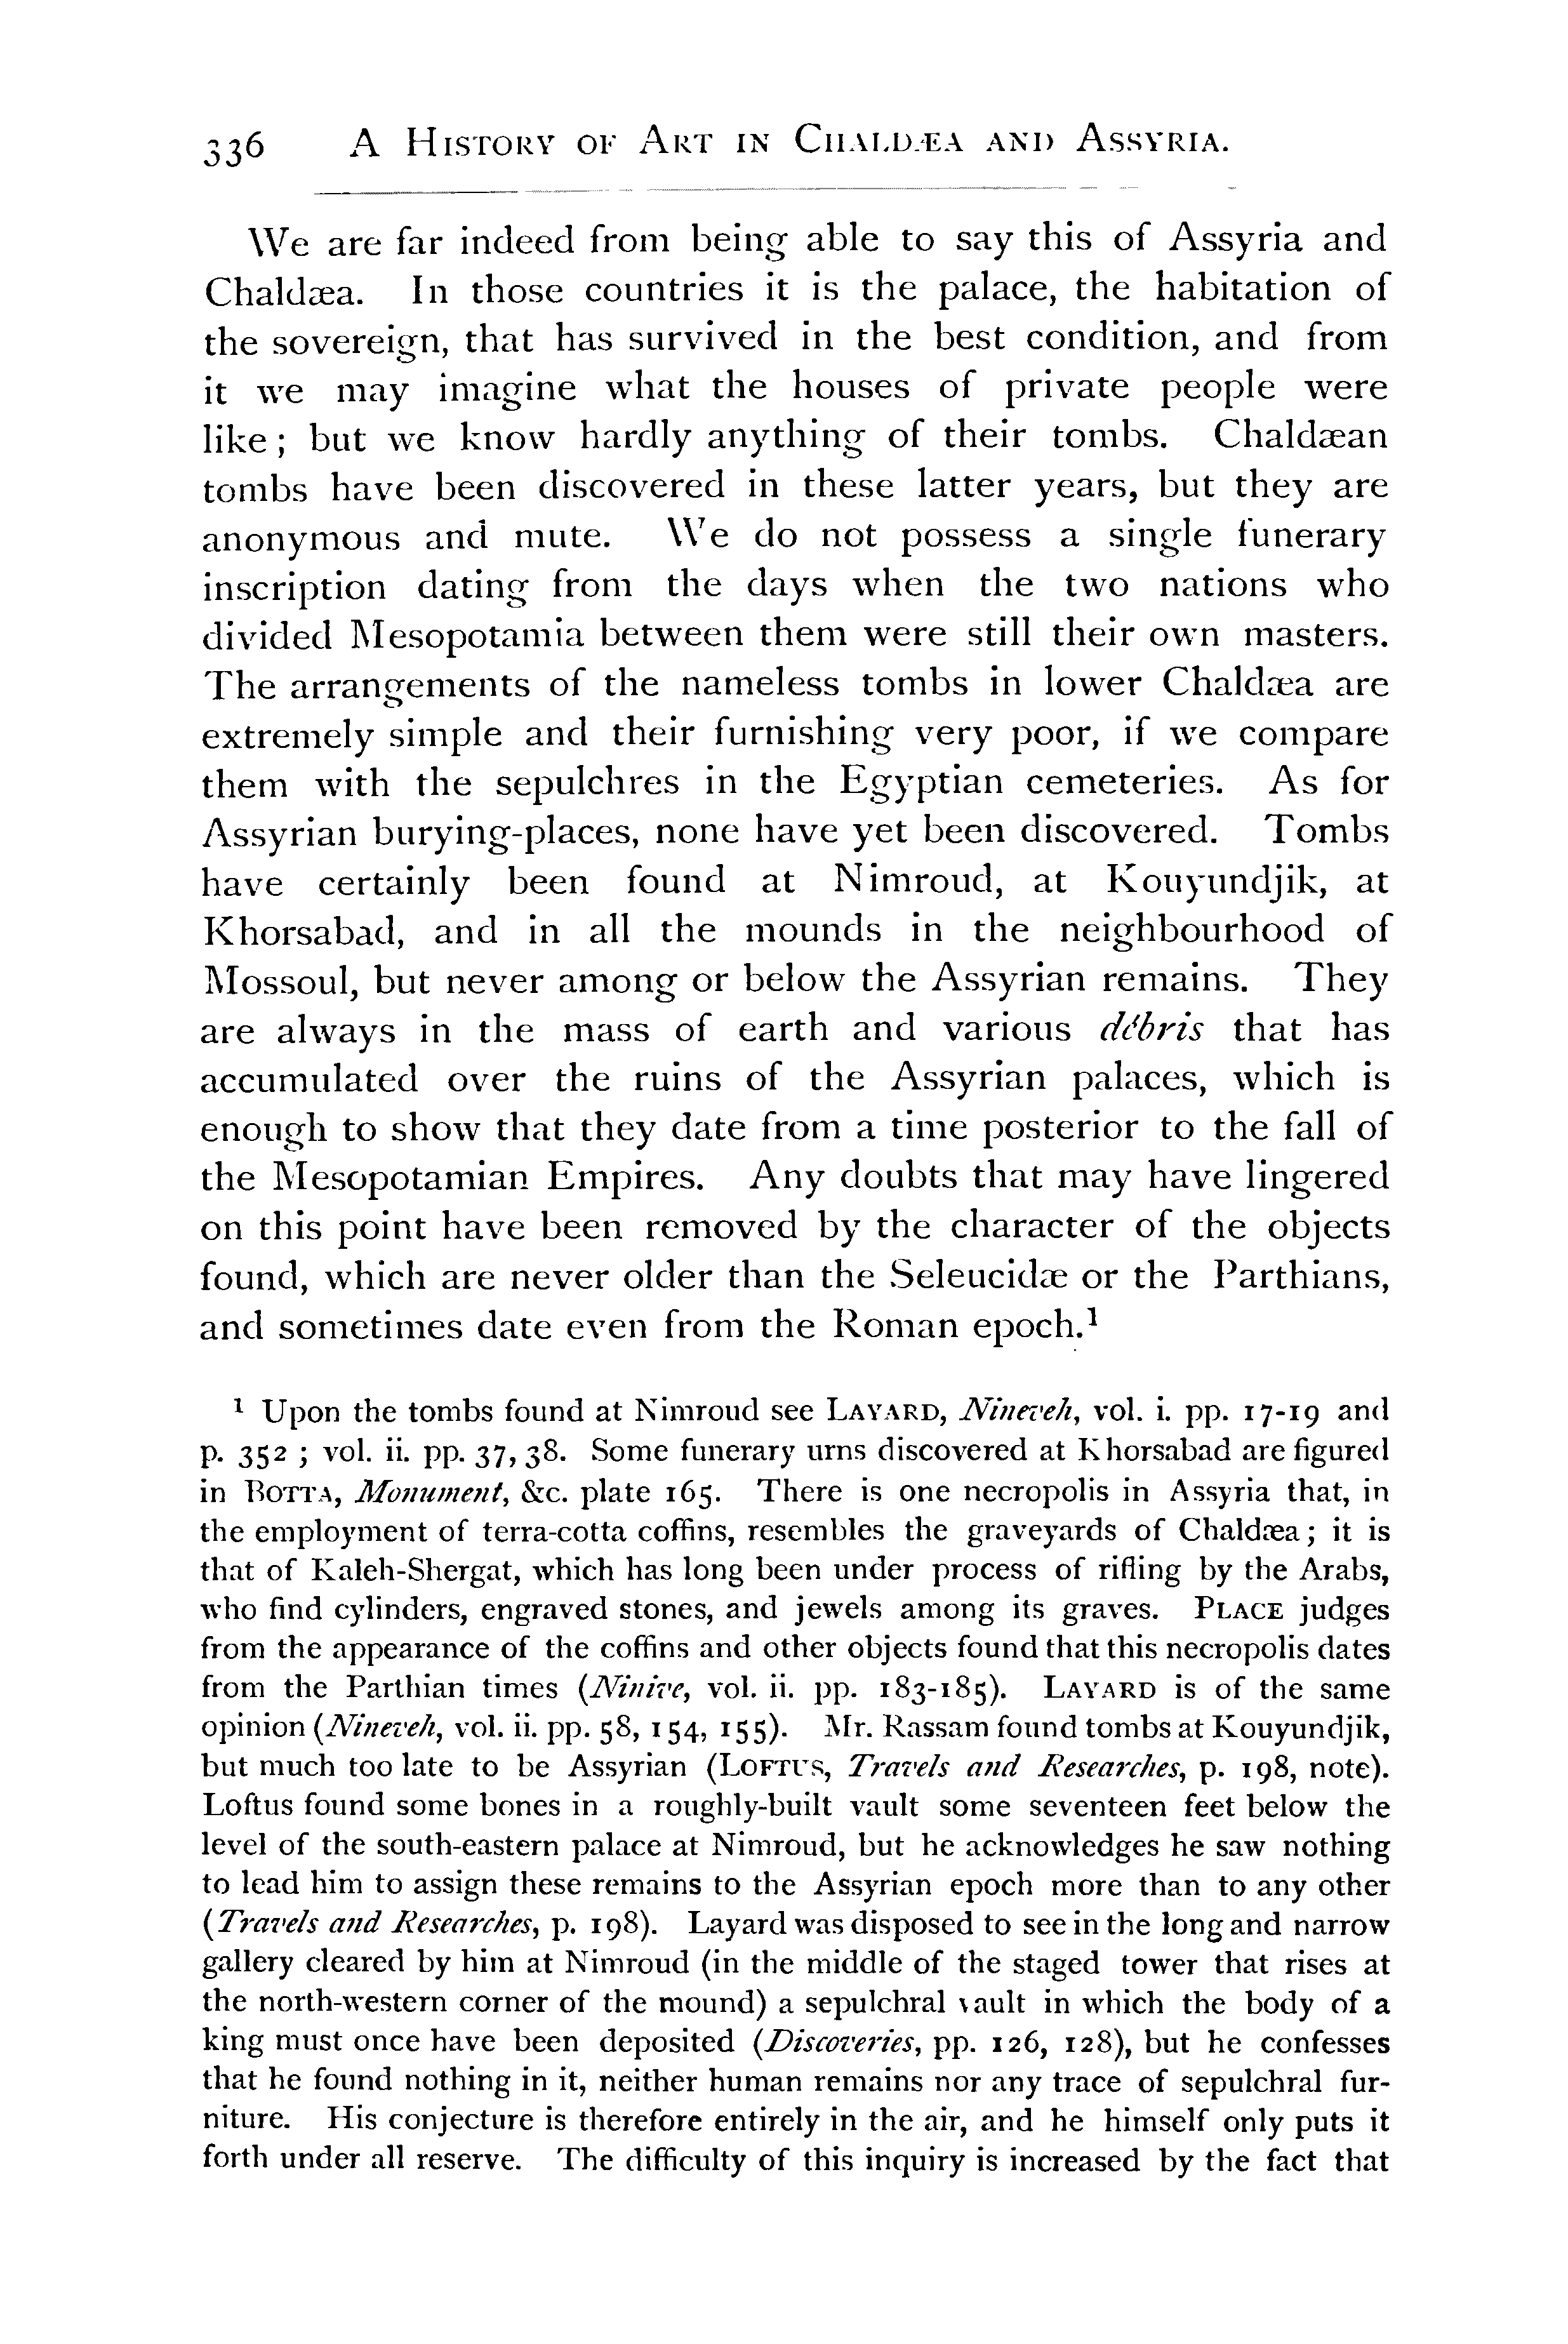 336 A HISTORY OF ART IN CHALDÆA AND ASSYRIA.
We are far indeed from being able to say this of Assyria and
Chaldæa. In those countries it is the palace, the habitation of
the sovereign, that has survived in the best condition, and from
it we may imagine what the houses of private people were
like; but we know hardly anything of their tombs. Chaldæan
tombs have been discovered in these latter years, but they are
anonymous and mute. We do not possess a single funerary
inscription dating from the days when the two nations who
divided Mesopotamia between them were still their own masters.
The arrangements of the nameless tombs in lower Chaldæa are
extremely simple and their furnishing very poor, if we compare
them with the sepulchres in the Egyptian cemeteries. As for
Assyrian burying-places, none have yet been discovered. Tombs
have certainly been found at Nimroud, at Kouyundjik, at
Khorsabad, and in all the mounds in the neighbourhood of
Mossoul, but never among or below the Assyrian remains. They
are always in the mass of earth and various débris that has
accumulated over the ruins of the Assyrian palaces, which is
enough to show that they date from a time posterior to the fall of
the Mesopotamian Empires. Any doubts that may have lingered
on this point have been removed by the character of the objects
found, which are never older than the Seleucidæ or the Parthians,
and sometimes date even from the Roman epoch.¹
¹ Upon the tombs found at Nimroud see LAYARD, Nineveh, vol. i. pp. 17-19 and
p. 352 ; vol. ii. pp. 37, 38. Some funerary urns discovered at Khorsabad are figured
in BOTTA, Monument, &c. plate 165. There is one necropolis in Assyria that, in
the employment of terra-cotta coffins, resembles the graveyards of Chaldæa; it is
that of Kaleh-Shergat, which has long been under process of rifling by the Arabs,
who find cylinders, engraved stones, and jewels among its graves. PLACE judges
from the appearance of the coffins and other objects found that this necropolis dates
from the Parthian times (Ninive, vol. ii. pp. 183-185). LAYARD is of the same
opinion (Nineveh, vol. ii. pp. 58, 154, 155). Mr. Rassam found tombs at Kouyundjik,
but much too late to be Assyrian (LOFTUS, Travels and Researches, p. 198, note).
Loftus found some bones in a roughly-built vault some seventeen feet below the
level of the south-eastern palace at Nimroud, but he acknowledges he saw nothing
to lead him to assign these remains to the Assyrian epoch more than to any other
(Travels and Researches, p. 198). Layard was disposed to see in the long and narrow
gallery cleared by him at Nimroud (in the middle of the staged tower that rises at
the north-western corner of the mound) a sepulchral vault in which the body of a
king must once have been deposited (Discoveries, pp. 126, 128), but he confesses
that he found nothing in it, neither human remains nor any trace of sepulchral fur-
niture. His conjecture is therefore entirely in the air, and he himself only puts it
forth under all reserve. The difficulty of this inquiry is increased by the fact that